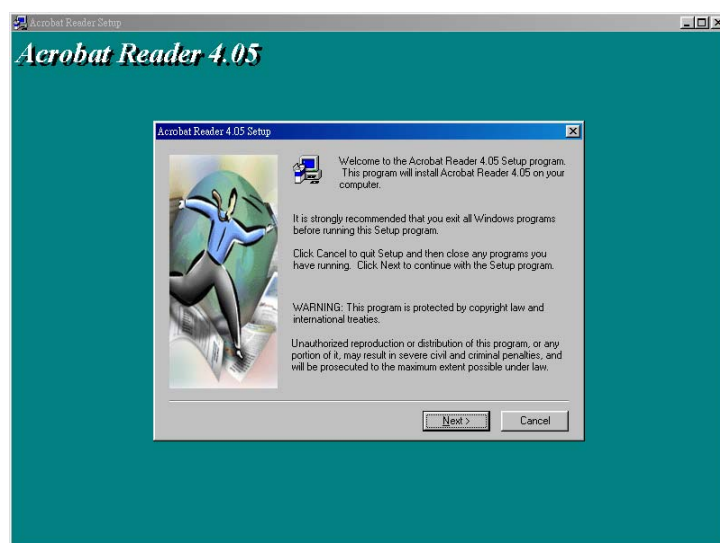 Acrobat Reader Setup
Acrobat Reader 4.05
Acrobat Reader 4.05 Setup
Welcome to the Acrobat Reader 4.05 Setup program.
This program will install Acrobat Reader 4.05 on your
computer.
It is strongly recommended that you exit all Windows programs
before running this Setup program.
Click Cancel to quit Setup and then close any programs you
have running. Click Next to continue with the Setup program.
WARNING: This program is protected by copyright law and
international treaties.
Unauthorized reproduction or distribution of this program, or any
portion of it, may result in severe civil and criminal penalties, and
will be prosecuted to the maximum extent possible under law.
Next >
Cancel